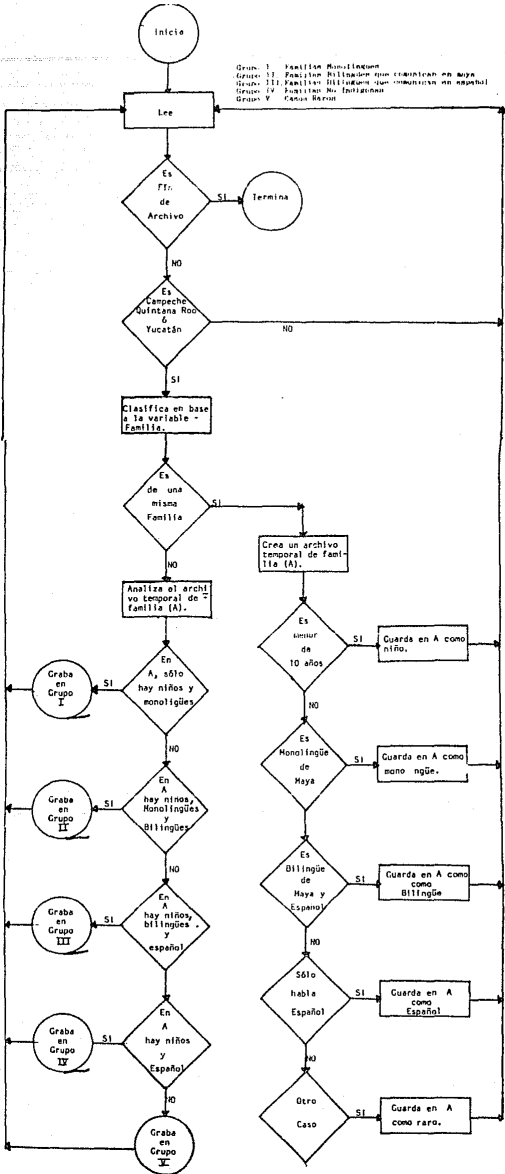 Inicia
Grupo I Familias Monolingues
Grupo II. Familias Bilingues que comunican en maya
Grupo III. Familias Bilingues que comunican en español
Grupo IV Familias No Indigenas
Grupo V Casos Raros
Lee
Es
Fin
de
Archivo
SI
Termina
NO
Es
Campeche
Quintana Roo
ó
Yucatán
NO
SI
Clasifica en base
a la variable -
Familia.
Es
de una
misma
Familia
SI
NO
Crea un archivo
temporal de fami-
lia (A).
Analiza el archi
vo temporal de -
familia (A).
Es
menor
de
10 años
SI
Guarda en A como
niño.
NO
En
A, sólo
hay niños y
monoligües
SI
Graba
en
Grupo
I
NO
Es
Monolingüe
de
Maya
SI
Guarda en A como
mono ngüe.
NO
En
A
hay niños,
Monolingües
y
Bilingües
SI
Graba
en
Grupo
II
NO
Es
Bilingüe
de
Maya y
Español
SI
Guarda en A como
como
Bilingüe
NO
En
A
hay niños,
bilingües .
y
español
SI
Graba
en
Grupo
III
NO
Sólo
habla
Español
SI
Guarda en A
como
Español
NO
En
A
hay niños
y
Español
SI
Graba
en
Grupo
IV
NO
Otro
Caso
SI
Guarda en A
como raro.
Graba
en
Grupo
V